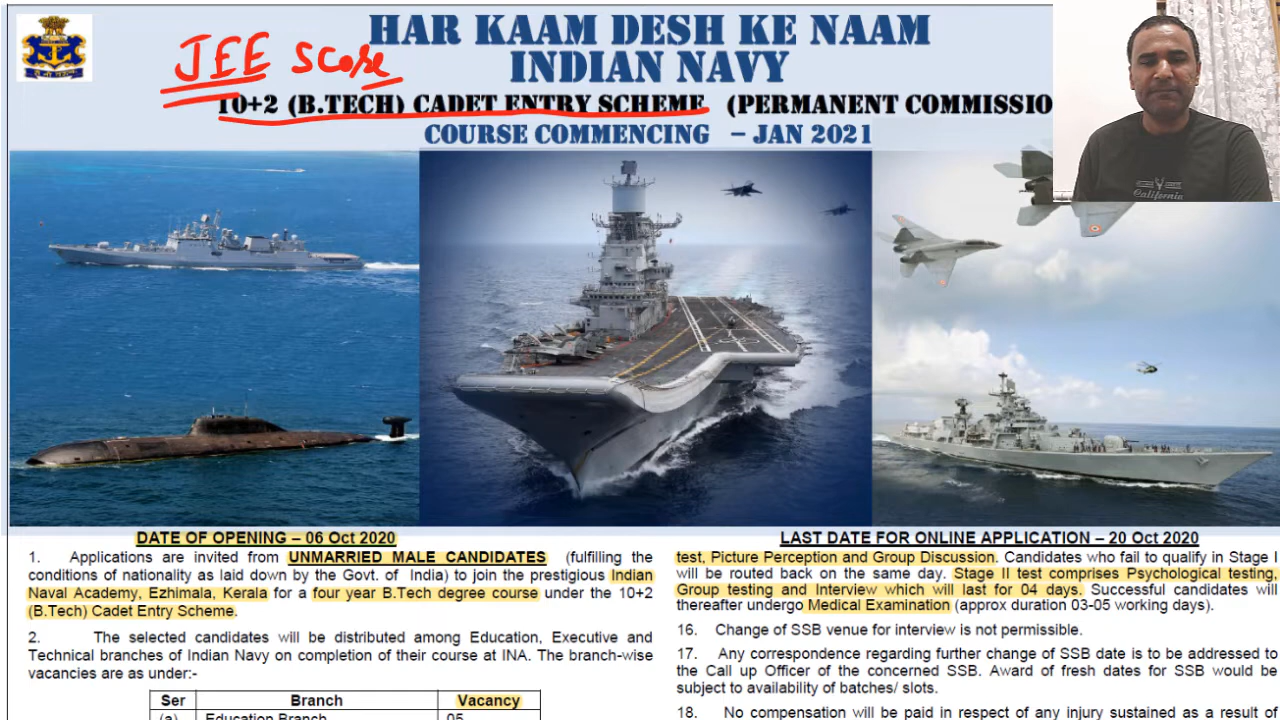 HAR KAAM DESH KE NAAM
JEE Score
INDIAN NAVY
10+2 (B.TECH) CADET ENTRY SCHEME (PERMANENT COMMISSIO
COURSE COMMENCING – JAN 2021
California
DATE OF OPENING – 06 Oct 2020
1. Applications are invited from UNMARRIED MALE CANDIDATES (fulfilling the
conditions of nationality as laid down by the Govt. of India) to join the prestigious Indian
Naval Academy, Ezhimala, Kerala for a four year B.Tech degree course under the 10+2
(B.Tech) Cadet Entry Scheme.
2. The selected candidates will be distributed among Education, Executive and
Technical branches of Indian Navy on completion of their course at INA. The branch-wise
vacancies are as under:-
Ser Branch Vacancy
(a) Education Branch 05
LAST DATE FOR ONLINE APPLICATION – 20 Oct 2020
test, Picture Perception and Group Discussion. Candidates who fail to qualify in Stage I
will be routed back on the same day. Stage II test comprises Psychological testing,
Group testing and Interview which will last for 04 days. Successful candidates will
thereafter undergo Medical Examination (approx duration 03-05 working days).
16. Change of SSB venue for interview is not permissible.
17. Any correspondence regarding further change of SSB date is to be addressed to
the Call up Officer of the concerned SSB. Award of fresh dates for SSB would be
subject to availability of batches/ slots.
18. No compensation will be paid in respect of any injury sustained as a result of